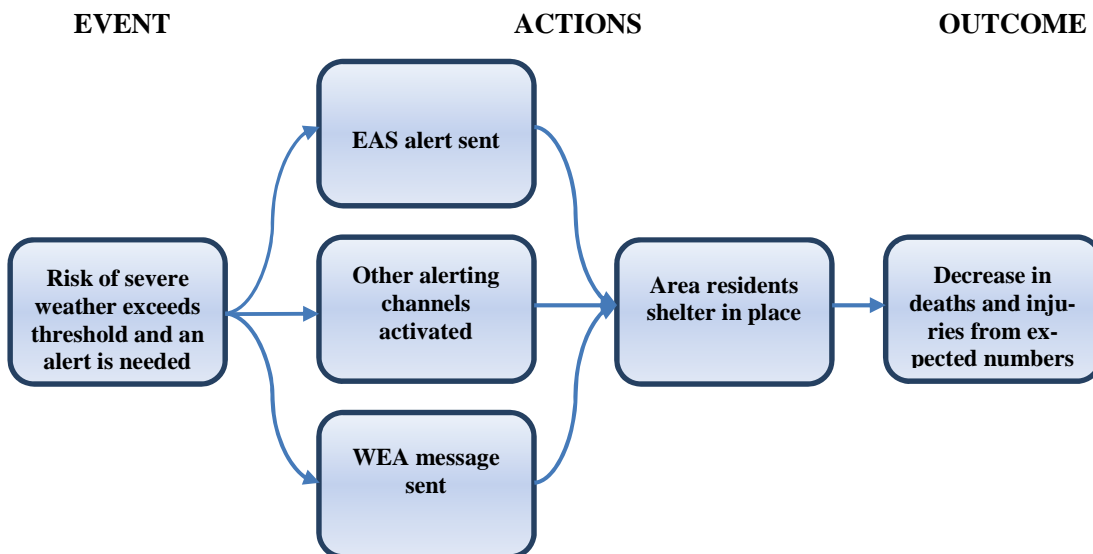 EVENT
ACTIONS
OUTCOME
EAS alert sent
Risk of severe
weather exceeds
threshold and an
alert is needed
Other alerting
channels
activated
WEA message
sent
Area residents
shelter in place
Decrease in
deaths and inju-
ries from ex-
pected numbers